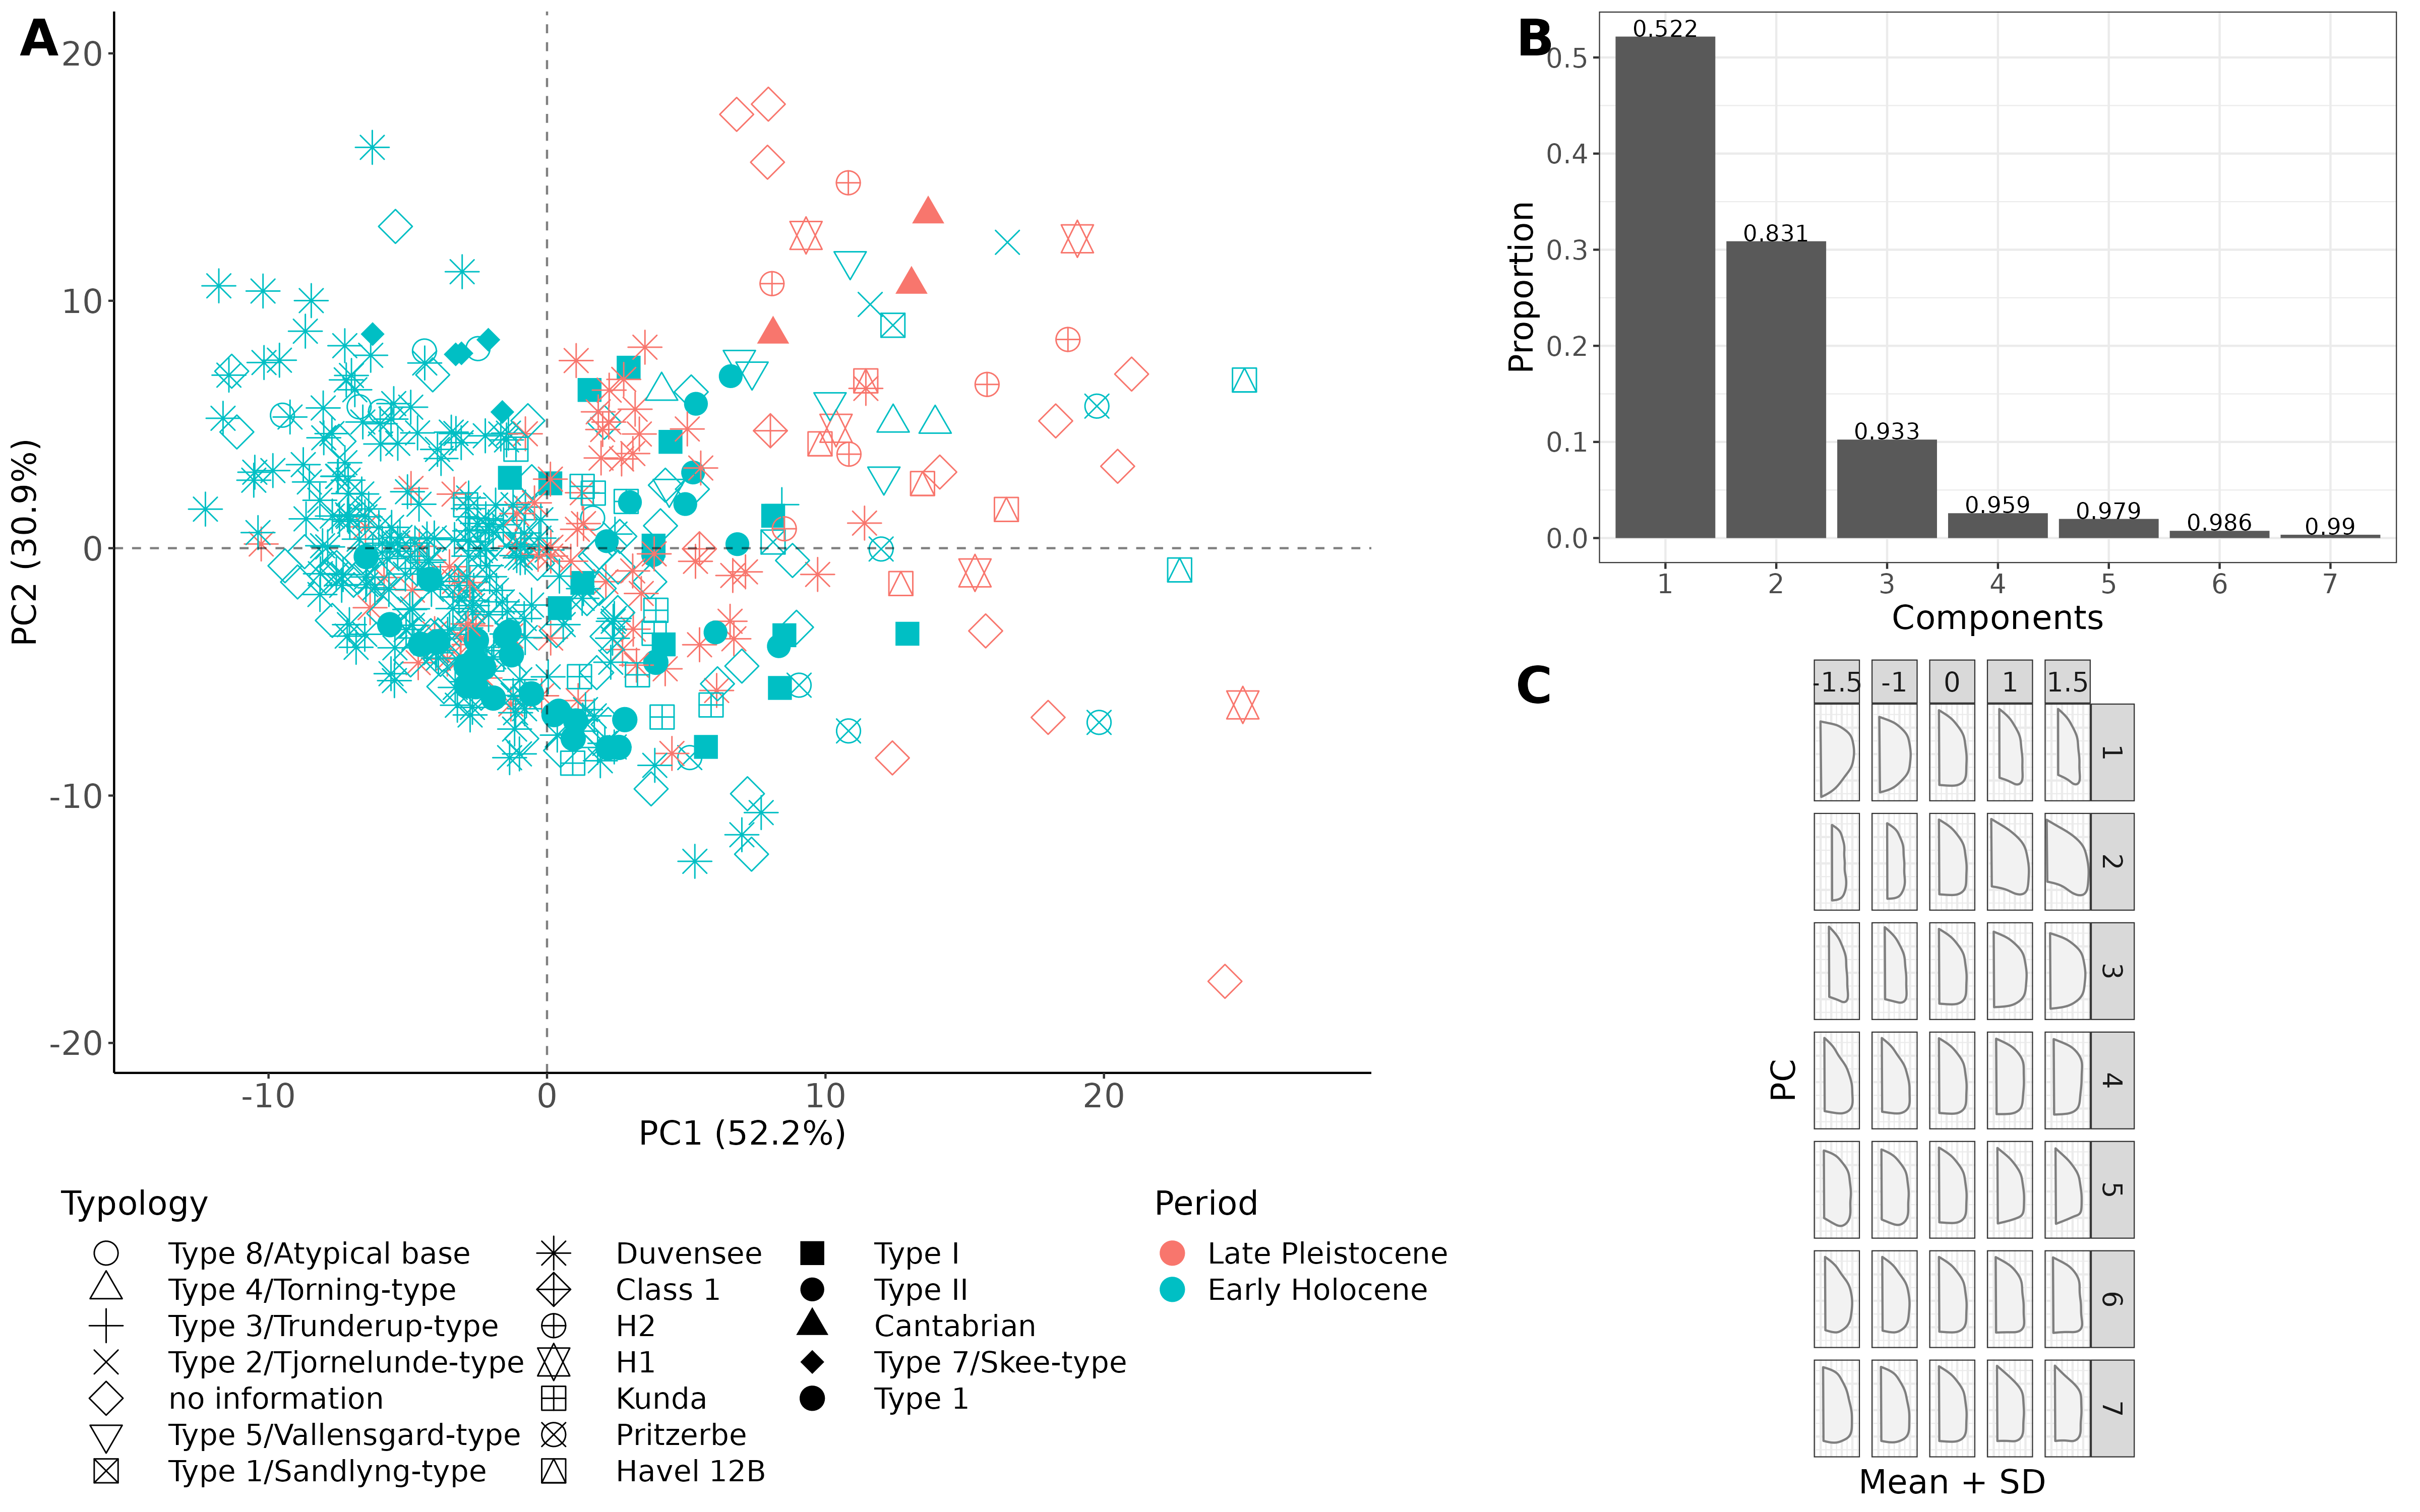 A
20
10
0
-10
-20
PC2 (30.9%)
-10
0
10
20
PC1 (52.2%)
Typology
Type 8/Atypical base
Type 4/Torning-type
Type 3/Trunderup-type
Type 2/Tjornelunde-type
no information
Type 5/Vallensgard-type
Type 1/Sandlyng-type
Duvensee
Class 1
H2
H1
Kunda
Pritzerbe
Havel 12B
Type I
Type II
Cantabrian
Type 7/Skee-type
Type 1
Period
Late Pleistocene
Early Holocene
B
0.5
0.4
0.3
0.2
0.1
0.0
Proportion
0.522
0.831
0.933
0.959
0.979
0.986
0.99
1 2 3 4 5 6 7
Components
C
-1.5 -1 0 1 1.5
1
2
3
4
5
6
7
PC
Mean + SD